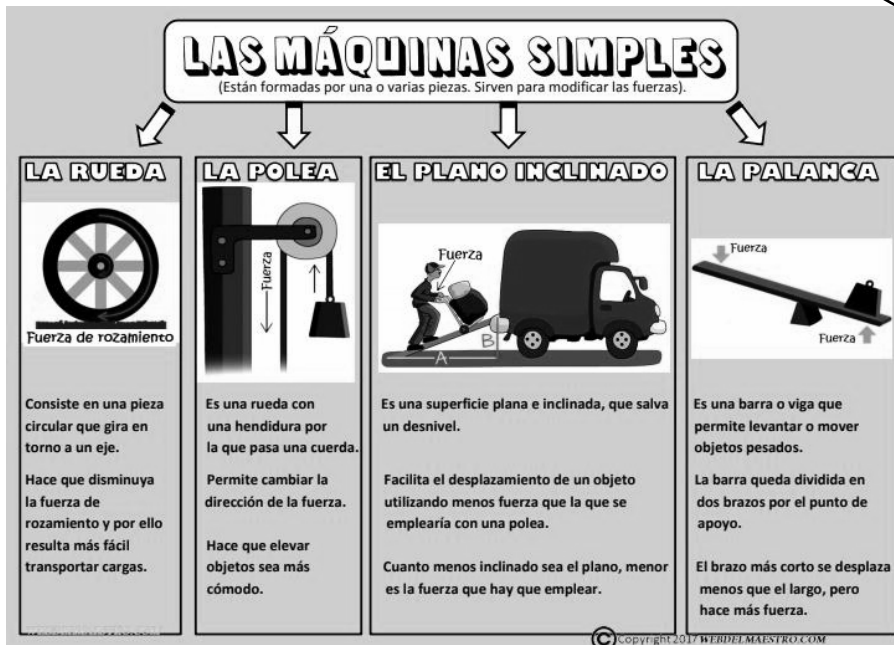 LAS MÁQUINAS SIMPLES
(Están formadas por una o varias piezas. Sirven para modificar las fuerzas).
LA RUEDA
Fuerza de rozamiento
Consiste en una pieza
circular que gira en
torno a un eje.
Hace que disminuya
la fuerza de
rozamiento y por ello
resulta más fácil
transportar cargas.
LA POLEA
Fuerza
Es una rueda con
una hendidura por
la que pasa una cuerda.
Permite cambiar la
dirección de la fuerza.
Hace que elevar
objetos sea más
cómodo.
EL PLANO INCLINADO
Fuerza
B
A
Es una superficie plana e inclinada, que salva
un desnivel.
Facilita el desplazamiento de un objeto
utilizando menos fuerza que la que se
emplearía con una polea.
Cuanto menos inclinado sea el plano, menor
es la fuerza que hay que emplear.
LA PALANCA
Fuerza
Fuerza
Es una barra o viga que
permite levantar o mover
objetos pesados.
La barra queda dividida en
dos brazos por el punto de
apoyo.
El brazo más corto se desplaza
menos que el largo, pero
hace más fuerza.
© Copyright 2017 WEBDELMAESTRO.COM